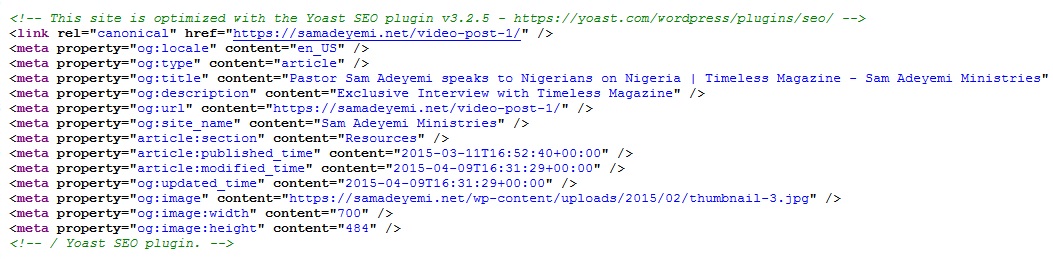 <!-- This site is optimized with the Yoast SEO plugin v3.2.5 - https://yoast.com/wordpress/plugins/seo/ -->
<link rel="canonical" href="https://samadeyemi.net/video-post-1/" />
<meta property="og:locale" content="en_US" />
<meta property="og:type" content="article" />
<meta property="og:title" content="Pastor Sam Adeyemi speaks to Nigerians on Nigeria | Timeless Magazine - Sam Adeyemi Ministries"
<meta property="og:description" content="Exclusive Interview with Timeless Magazine" />
<meta property="og:url" content="https://samadeyemi.net/video-post-1/" />
<meta property="og:site_name" content="Sam Adeyemi Ministries" />
<meta property="article:section" content="Resources" />
<meta property="article:published_time" content="2015-03-11T16:52:40+00:00" />
<meta property="article:modified_time" content="2015-04-09T16:31:29+00:00" />
<meta property="og:updated_time" content="2015-04-09T16:31:29+00:00" />
<meta property="og:image" content="https://samadeyemi.net/wp-content/uploads/2015/02/thumbnail-3.jpg" />
<meta property="og:image:width" content="700" />
<meta property="og:image:height" content="484" />
<!-- / Yoast SEO plugin. -->